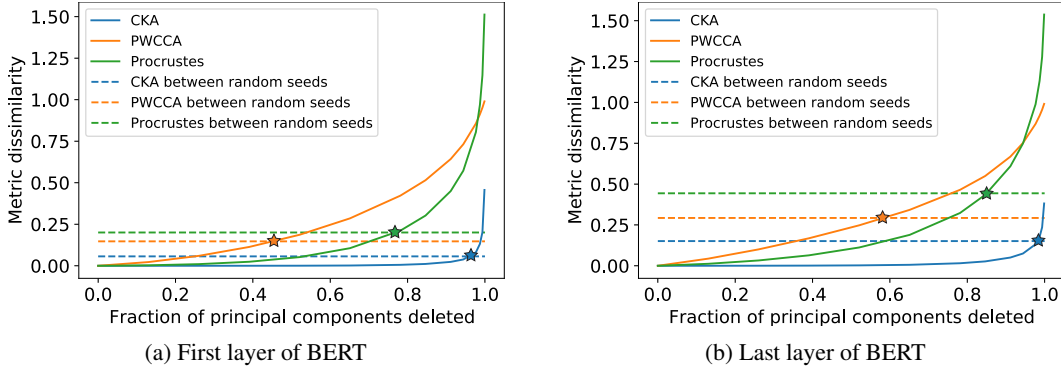 1.50
1.25
1.00
0.75
0.50
0.25
0.00
Metric dissimilarity
CKA
PWCCA
Procrustes
CKA between random seeds
PWCCA between random seeds
Procrustes between random seeds
0.0 0.2 0.4 0.6 0.8 1.0
Fraction of principal components deleted
(a) First layer of BERT
1.50
1.25
1.00
0.75
0.50
0.25
0.00
Metric dissimilarity
CKA
PWCCA
Procrustes
CKA between random seeds
PWCCA between random seeds
Procrustes between random seeds
0.0 0.2 0.4 0.6 0.8 1.0
Fraction of principal components deleted
(b) Last layer of BERT